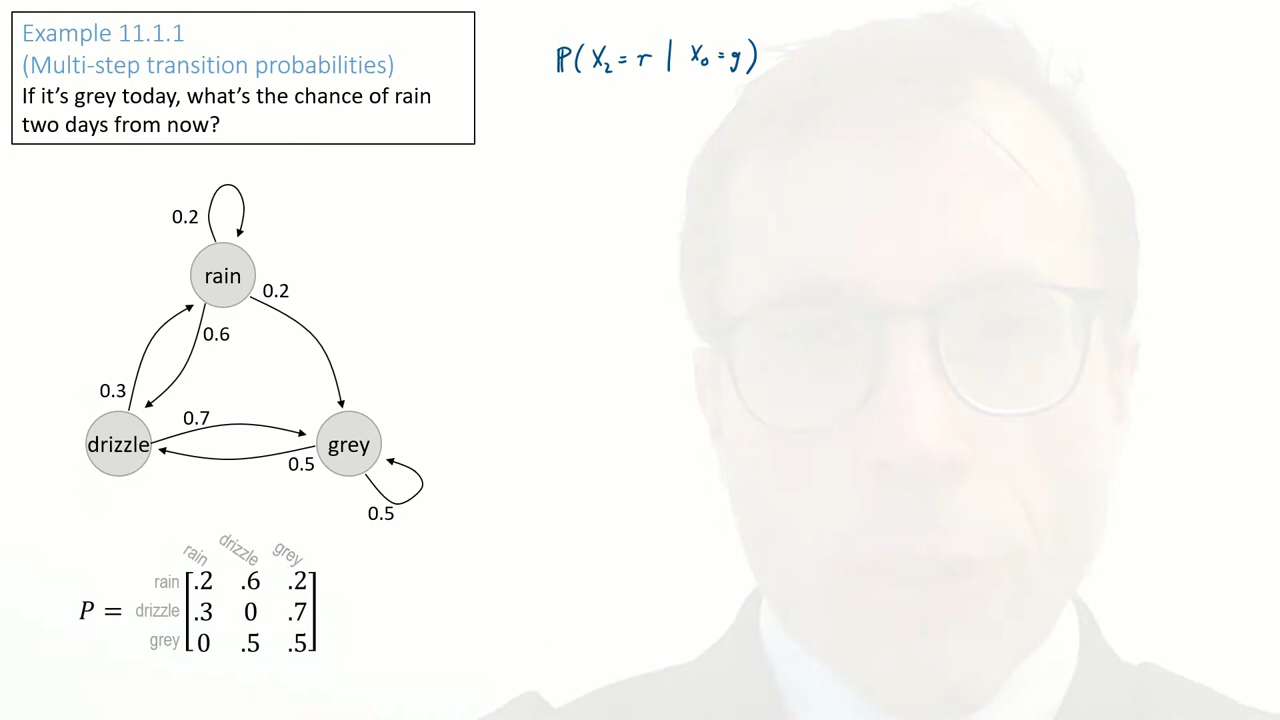 Example 11.1.1
(Multi-step transition probabilities)
If it's grey today, what's the chance of rain
two days from now?
ℙ( X₂ = r | X₀ = g )
0.2
rain
0.2
0.6
0.3
0.7
drizzle
grey
0.5
0.5
rain drizzle grey
P = rain [.2 .6 .2]
drizzle [.3 0 .7]
grey [0 .5 .5]